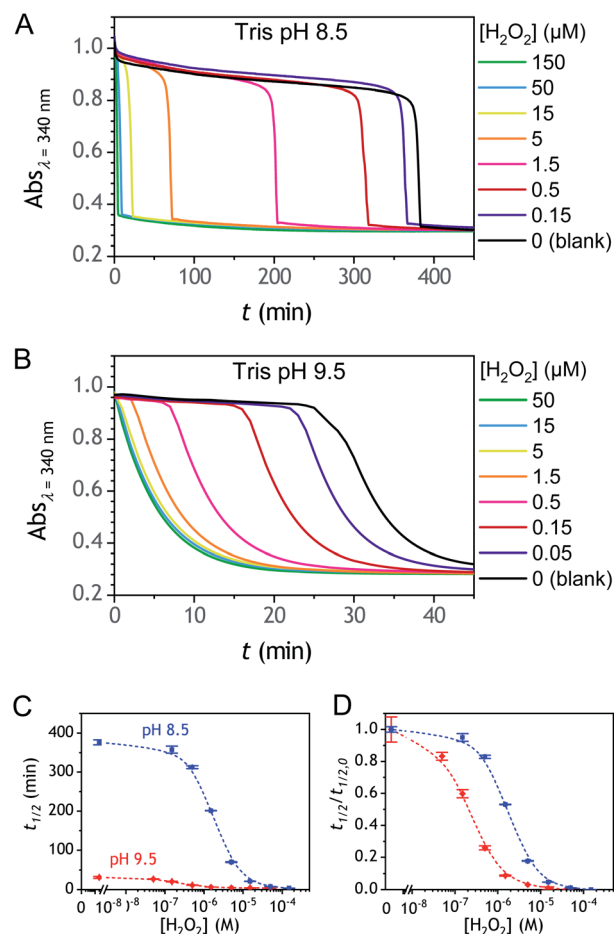 A
Tris pH 8.5
[H₂O₂] (μM)
150
50
15
5
1.5
0.5
0.15
0 (blank)
Abs λ = 340 nm
1.0
0.8
0.6
0.4
0.2
0 100 200 300 400
t (min)
B
Tris pH 9.5
[H₂O₂] (μM)
50
15
5
1.5
0.5
0.15
0.05
0 (blank)
Abs λ = 340 nm
1.0
0.8
0.6
0.4
0.2
0 10 20 30 40
t (min)
C
t1/2 (min)
400
300
200
100
0
pH 8.5
pH 9.5
0 10⁻⁸ 10⁻⁸ 10⁻⁷ 10⁻⁶ 10⁻⁵ 10⁻⁴
[H₂O₂] (M)
D
t1/2/t1/2,0
1.0
0.8
0.6
0.4
0.2
0.0
0 10⁻⁸ 10⁻⁷ 10⁻⁶ 10⁻⁵ 10⁻⁴
[H₂O₂] (M)